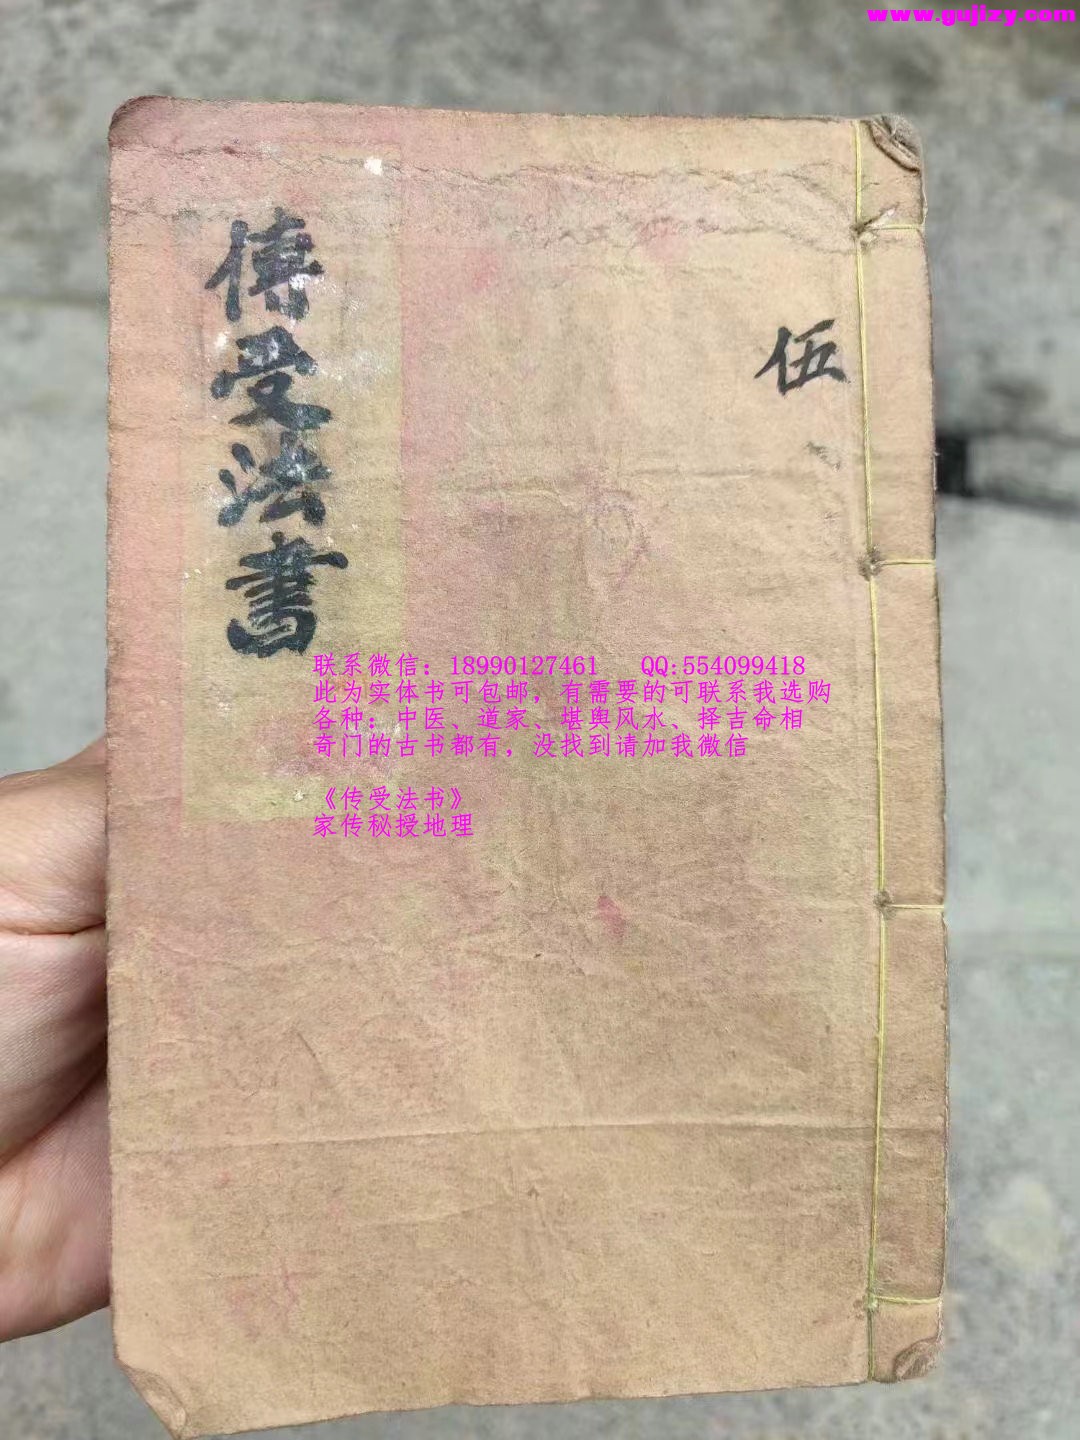 www.gujizy.com
傳受法書
伍
联系微信：18990127461 QQ:554099418
此为实体书可包邮，有需要的可联系我选购
各种：中医、道家、堪舆风水、择吉命相
奇门的古书都有，没找到请加我微信
《传受法书》
家传秘授地理